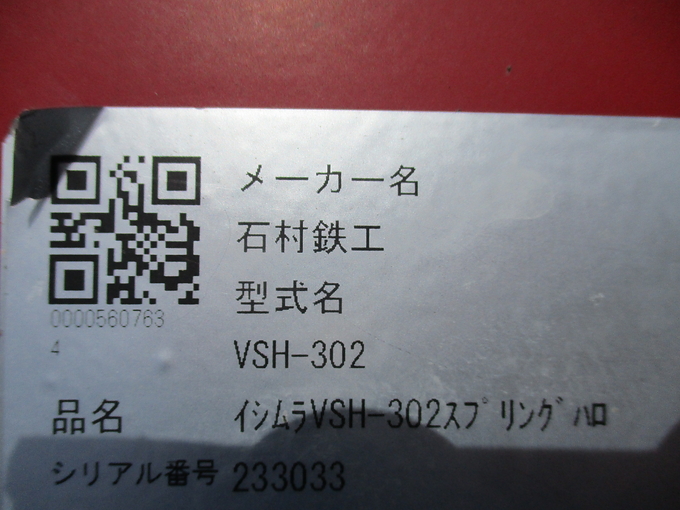 メーカー名
石村鉄工
型式名
0000560763
4
VSH-302
品名 イシムラVSH-302スプリングハロ
シリアル番号 233033